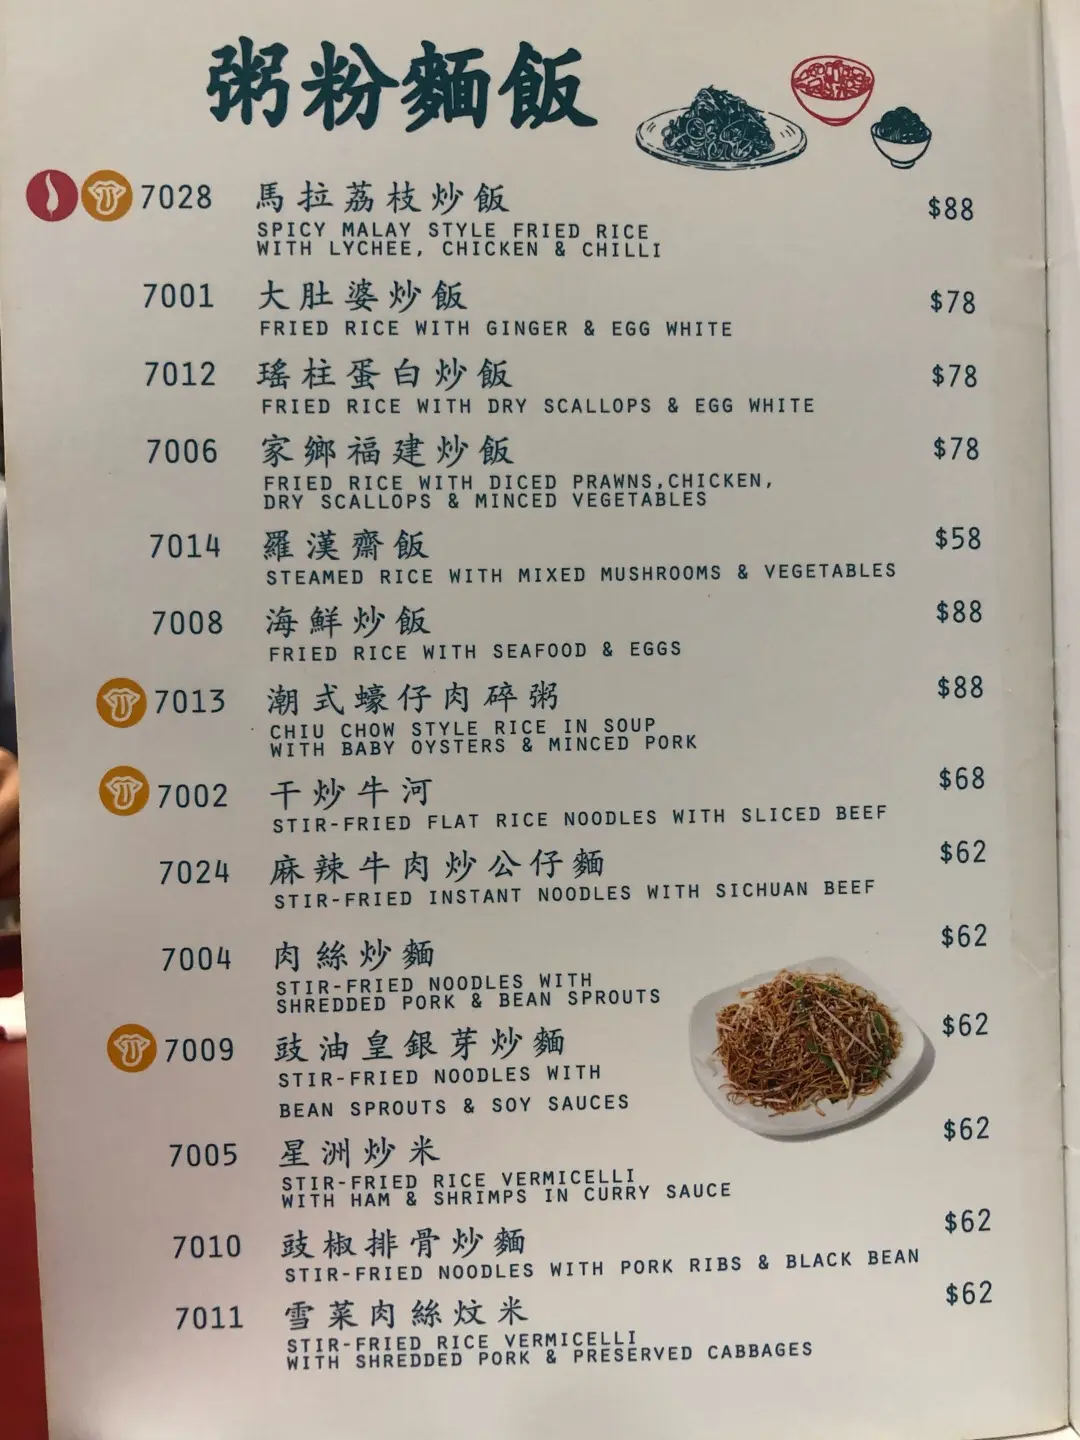 粥粉麵飯
7028 馬拉荔枝炒飯 $88
SPICY MALAY STYLE FRIED RICE
WITH LYCHEE, CHICKEN & CHILLI
7001 大肚婆炒飯 $78
FRIED RICE WITH GINGER & EGG WHITE
7012 瑤柱蛋白炒飯 $78
FRIED RICE WITH DRY SCALLOPS & EGG WHITE
7006 家鄉福建炒飯 $78
FRIED RICE WITH DICED PRAWNS,CHICKEN,
DRY SCALLOPS & MINCED VEGETABLES
7014 羅漢齋飯 $58
STEAMED RICE WITH MIXED MUSHROOMS & VEGETABLES
7008 海鮮炒飯 $88
FRIED RICE WITH SEAFOOD & EGGS
7013 潮式蠔仔肉碎粥 $88
CHIU CHOW STYLE RICE IN SOUP
WITH BABY OYSTERS & MINCED PORK
7002 干炒牛河 $68
STIR-FRIED FLAT RICE NOODLES WITH SLICED BEEF
7024 麻辣牛肉炒公仔麵 $62
STIR-FRIED INSTANT NOODLES WITH SICHUAN BEEF
7004 肉絲炒麵 $62
STIR-FRIED NOODLES WITH
SHREDDED PORK & BEAN SPROUTS
7009 豉油皇銀芽炒麵 $62
STIR-FRIED NOODLES WITH
BEAN SPROUTS & SOY SAUCES
7005 星洲炒米 $62
STIR-FRIED RICE VERMICELLI
WITH HAM & SHRIMPS IN CURRY SAUCE
7010 豉椒排骨炒麵 $62
STIR-FRIED NOODLES WITH PORK RIBS & BLACK BEAN
7011 雪菜肉絲炆米 $62
STIR-FRIED RICE VERMICELLI
WITH SHREDDED PORK & PRESERVED CABBAGES